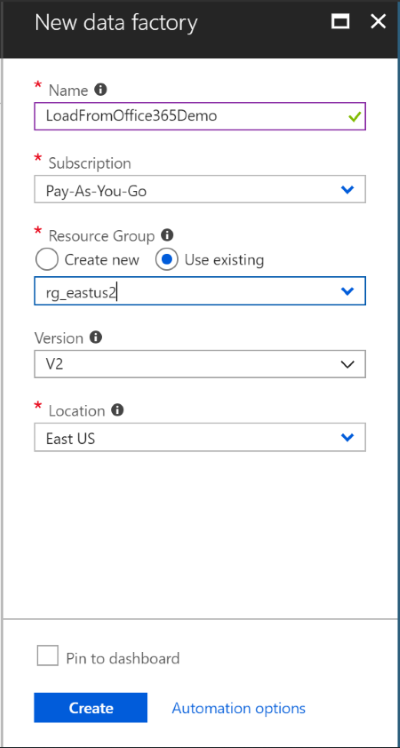 New data factory
* Name
LoadFromOffice365Demo
* Subscription
Pay-As-You-Go
* Resource Group
Create new Use existing
rg_eastus2
Version
V2
* Location
East US
Pin to dashboard
Create Automation options